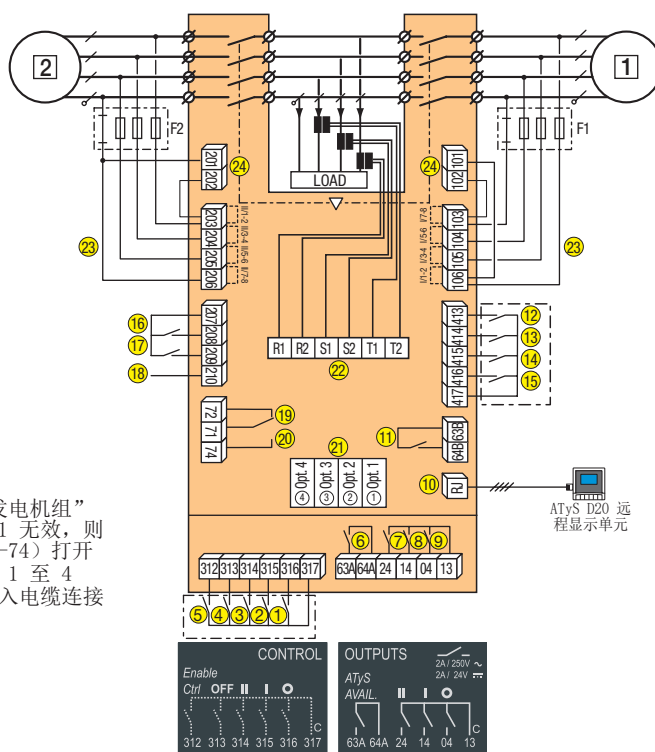 2
1
F2
F1
201
202
24
24
101
102
LOAD
203
204
205
206
II/1-2
II/3-4
II/5-6
II/7-8
I/7-8
I/5-6
I/3-4
I/1-2
103
104
105
106
23
23
16
17
18
207
208
209
210
R1 R2 S1 S2 T1 T2
22
413
414
415
416
417
12
13
14
15
72
71
74
19
20
21
Opt.4 ④
Opt.3 ③
Opt.2 ②
Opt.1 ①
11
63B
64B
10
RJ
ATyS D20 远
程显示单元
发电机组”
1 无效，则
-74）打开
1 至 4
入电缆连接
6 7 8 9
312 313 314 315 316 317
63A 64A 24 14 04 13
5 4 3 2 1
CONTROL
Enable
Ctrl OFF II I O
C
312 313 314 315 316 317
OUTPUTS
2A / 250V ~
2A / 24V ⎓
ATyS
AVAIL. II I O
C
63A 64A 24 14 04 13